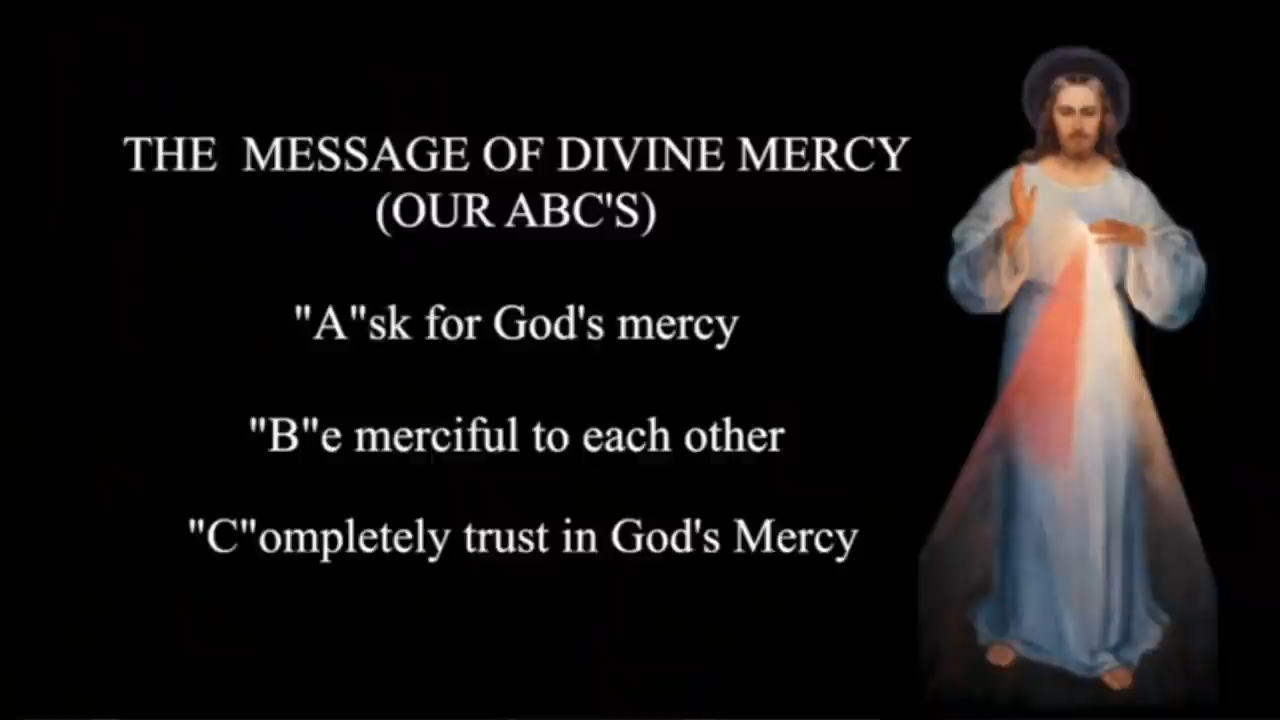 THE MESSAGE OF DIVINE MERCY
(OUR ABC'S)
"A"sk for God's mercy
"B"e merciful to each other
"C"ompletely trust in God's Mercy